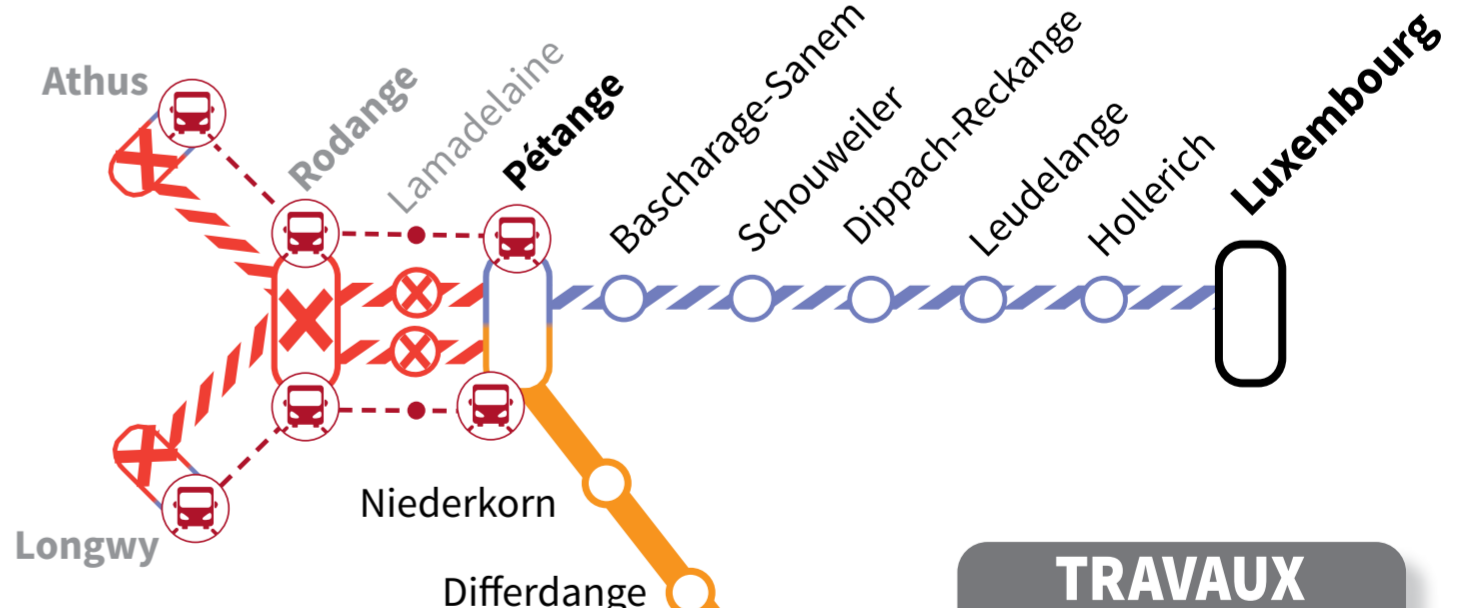 Athus
Rodange
Lamadelaine
Pétange
Bascharage-Sanem
Schouweiler
Dippach-Reckange
Leudelange
Hollerich
Luxembourg
Niederkorn
Longwy
Differdange
TRAVAUX